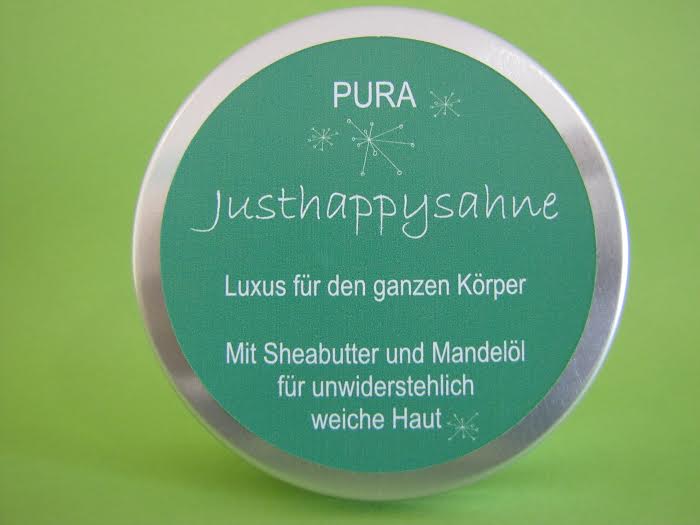 PURA
Justhappysahne
Luxus für den ganzen Körper
Mit Sheabutter und Mandelöl
für unwiderstehlich
weiche Haut